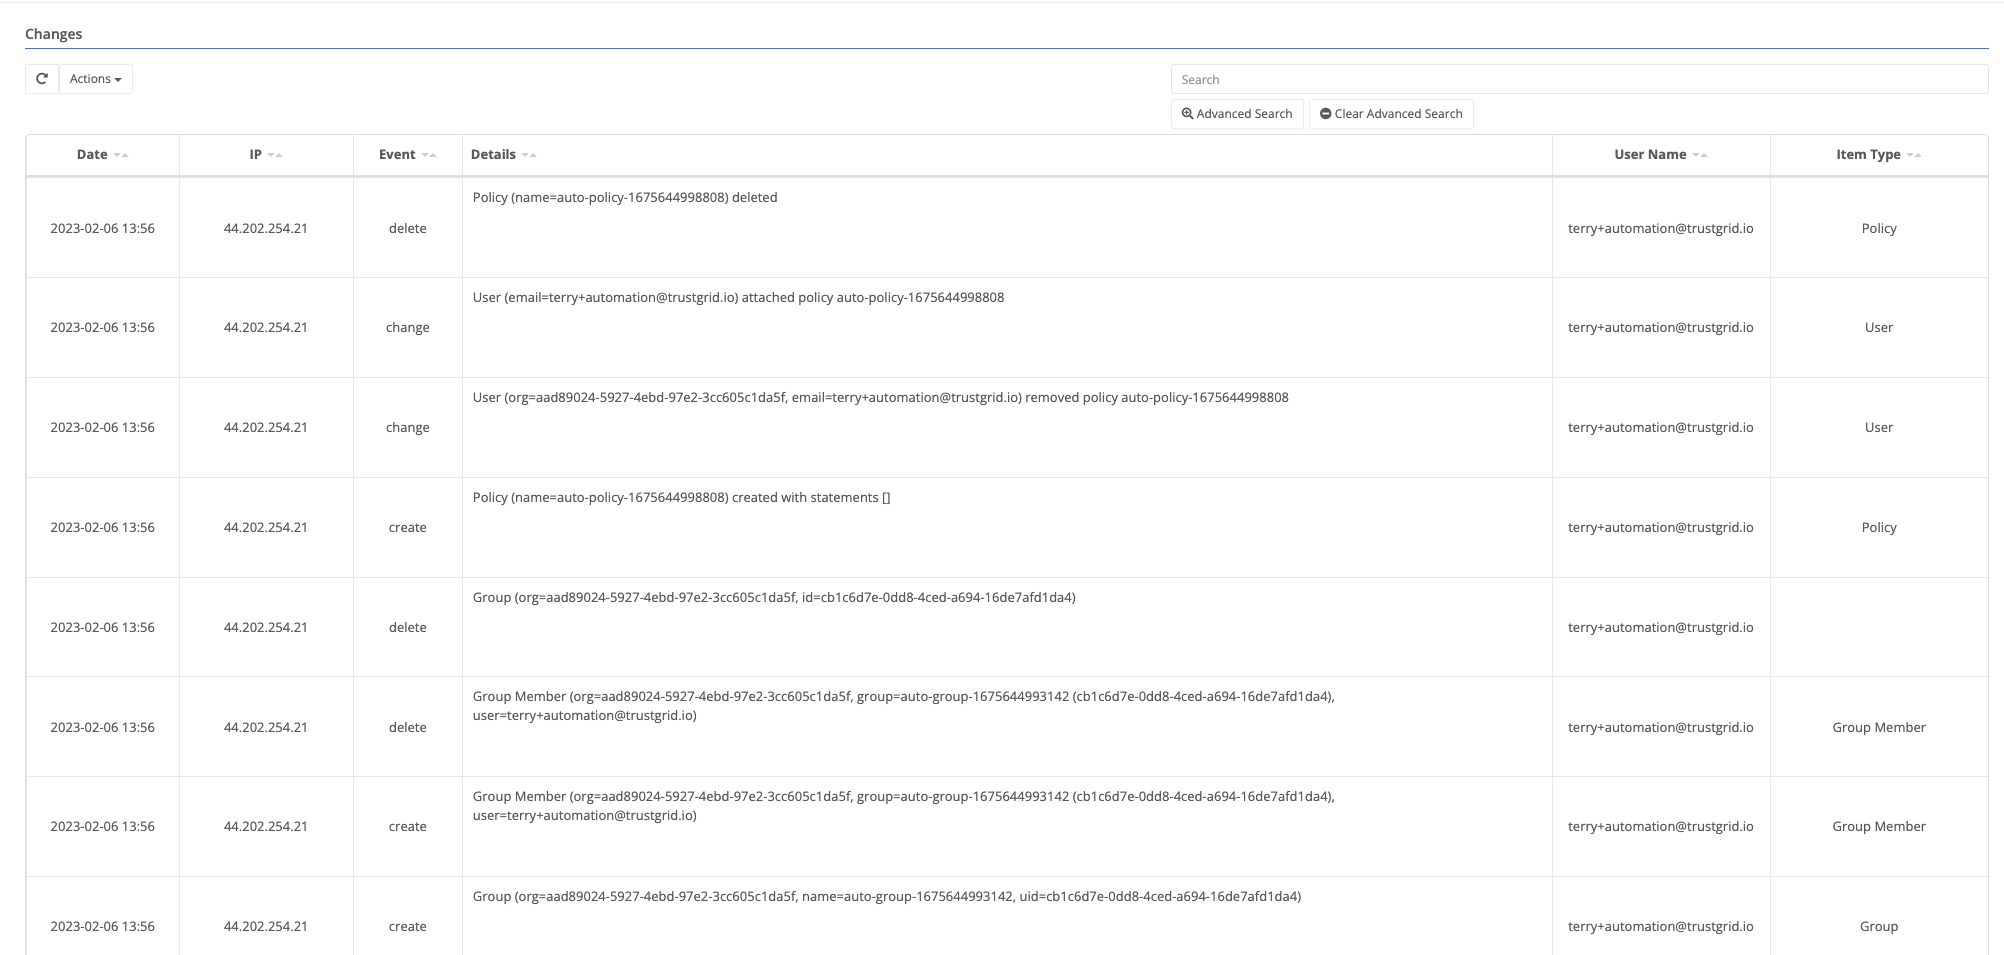 Changes
Actions
Search
Advanced Search Clear Advanced Search
Date IP Event Details User Name Item Type
Policy (name=auto-policy-1675644998808) deleted
2023-02-06 13:56 44.202.254.21 delete terry+automation@trustgrid.io Policy
User (email=terry+automation@trustgrid.io) attached policy auto-policy-1675644998808
2023-02-06 13:56 44.202.254.21 change terry+automation@trustgrid.io User
User (org=aad89024-5927-4ebd-97e2-3cc605c1da5f, email=terry+automation@trustgrid.io) removed policy auto-policy-1675644998808
2023-02-06 13:56 44.202.254.21 change terry+automation@trustgrid.io User
Policy (name=auto-policy-1675644998808) created with statements []
2023-02-06 13:56 44.202.254.21 create terry+automation@trustgrid.io Policy
Group (org=aad89024-5927-4ebd-97e2-3cc605c1da5f, id=cb1c6d7e-0dd8-4ced-a694-16de7afd1da4)
2023-02-06 13:56 44.202.254.21 delete terry+automation@trustgrid.io
Group Member (org=aad89024-5927-4ebd-97e2-3cc605c1da5f, group=auto-group-1675644993142 (cb1c6d7e-0dd8-4ced-a694-16de7afd1da4),
user=terry+automation@trustgrid.io)
2023-02-06 13:56 44.202.254.21 delete terry+automation@trustgrid.io Group Member
Group Member (org=aad89024-5927-4ebd-97e2-3cc605c1da5f, group=auto-group-1675644993142 (cb1c6d7e-0dd8-4ced-a694-16de7afd1da4),
user=terry+automation@trustgrid.io)
2023-02-06 13:56 44.202.254.21 create terry+automation@trustgrid.io Group Member
Group (org=aad89024-5927-4ebd-97e2-3cc605c1da5f, name=auto-group-1675644993142, uid=cb1c6d7e-0dd8-4ced-a694-16de7afd1da4)
2023-02-06 13:56 44.202.254.21 create terry+automation@trustgrid.io Group